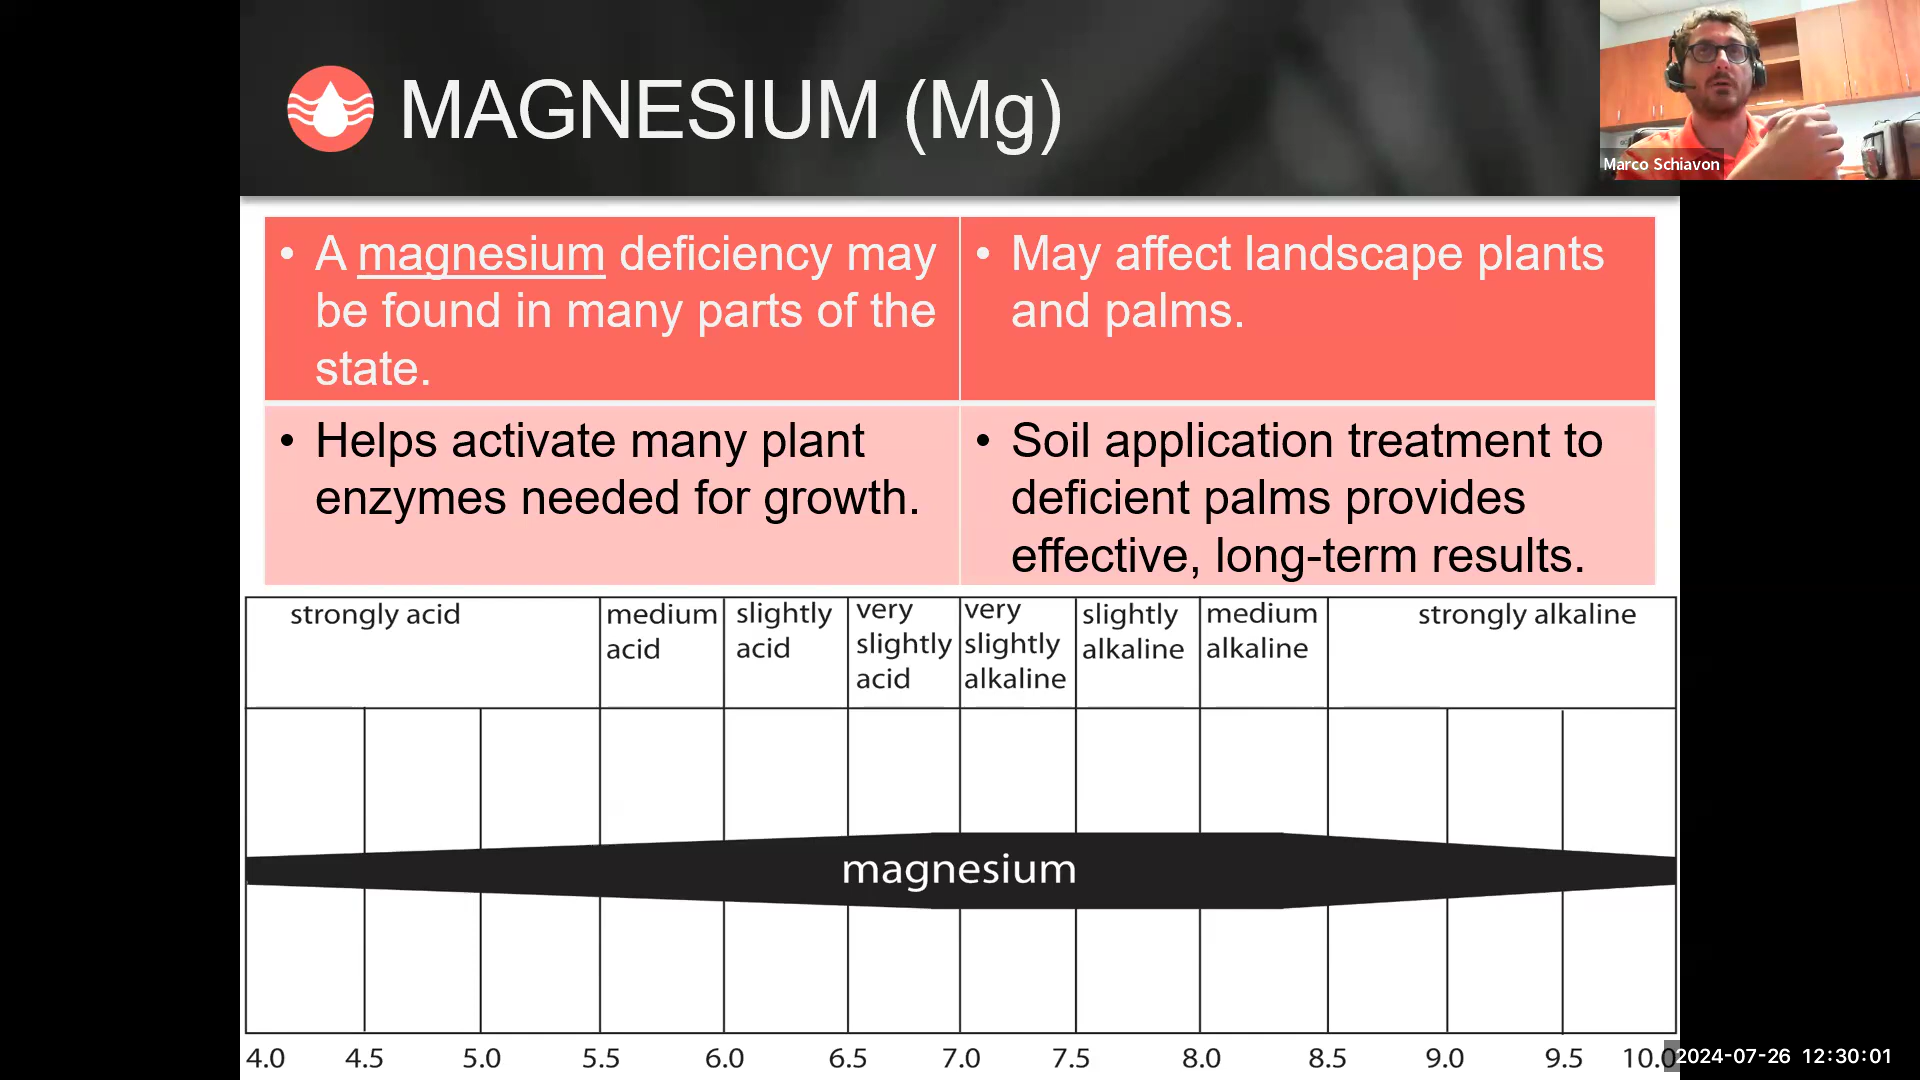 MAGNESIUM (Mg)
Marco Schiavon
• A magnesium deficiency may
be found in many parts of the
state.
• May affect landscape plants
and palms.
• Helps activate many plant
enzymes needed for growth.
• Soil application treatment to
deficient palms provides
effective, long-term results.
strongly acid
medium
acid
slightly
acid
very
slightly
acid
very
slightly
alkaline
slightly
alkaline
medium
alkaline
strongly alkaline
magnesium
4.0 4.5 5.0 5.5 6.0 6.5 7.0 7.5 8.0 8.5 9.0 9.5 10.0
2024-07-26 12:30:01